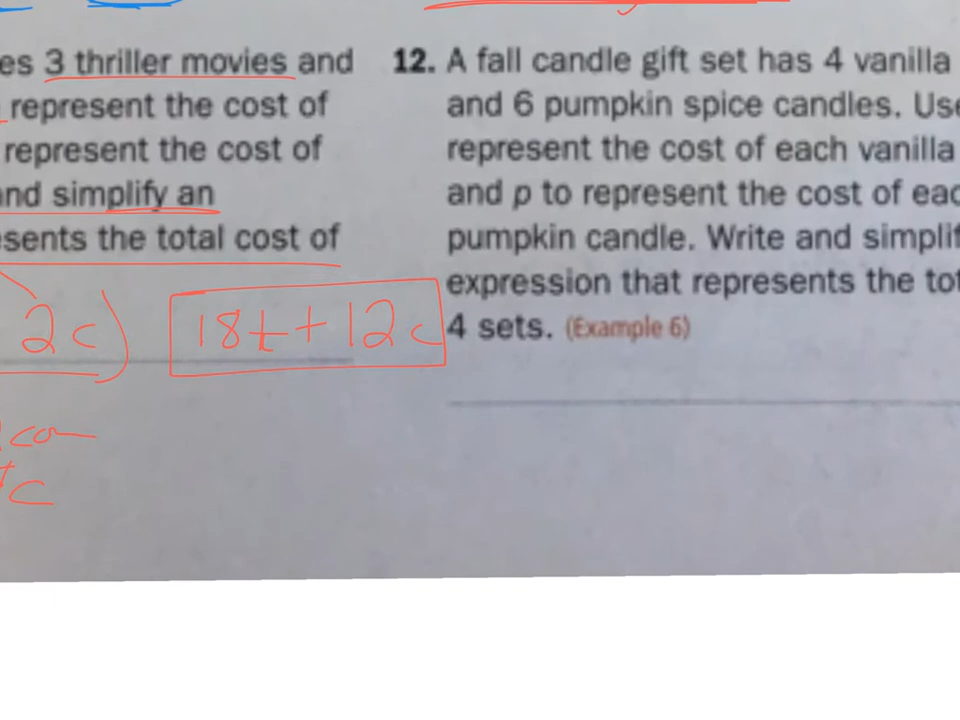 es 3 thriller movies and
represent the cost of
represent the cost of
nd simplify an
sents the total cost of
2c) 18t + 12c
con
c
12. A fall candle gift set has 4 vanilla
and 6 pumpkin spice candles. Use
represent the cost of each vanilla
and p to represent the cost of eac
pumpkin candle. Write and simplif
expression that represents the tot
4 sets. (Example 6)